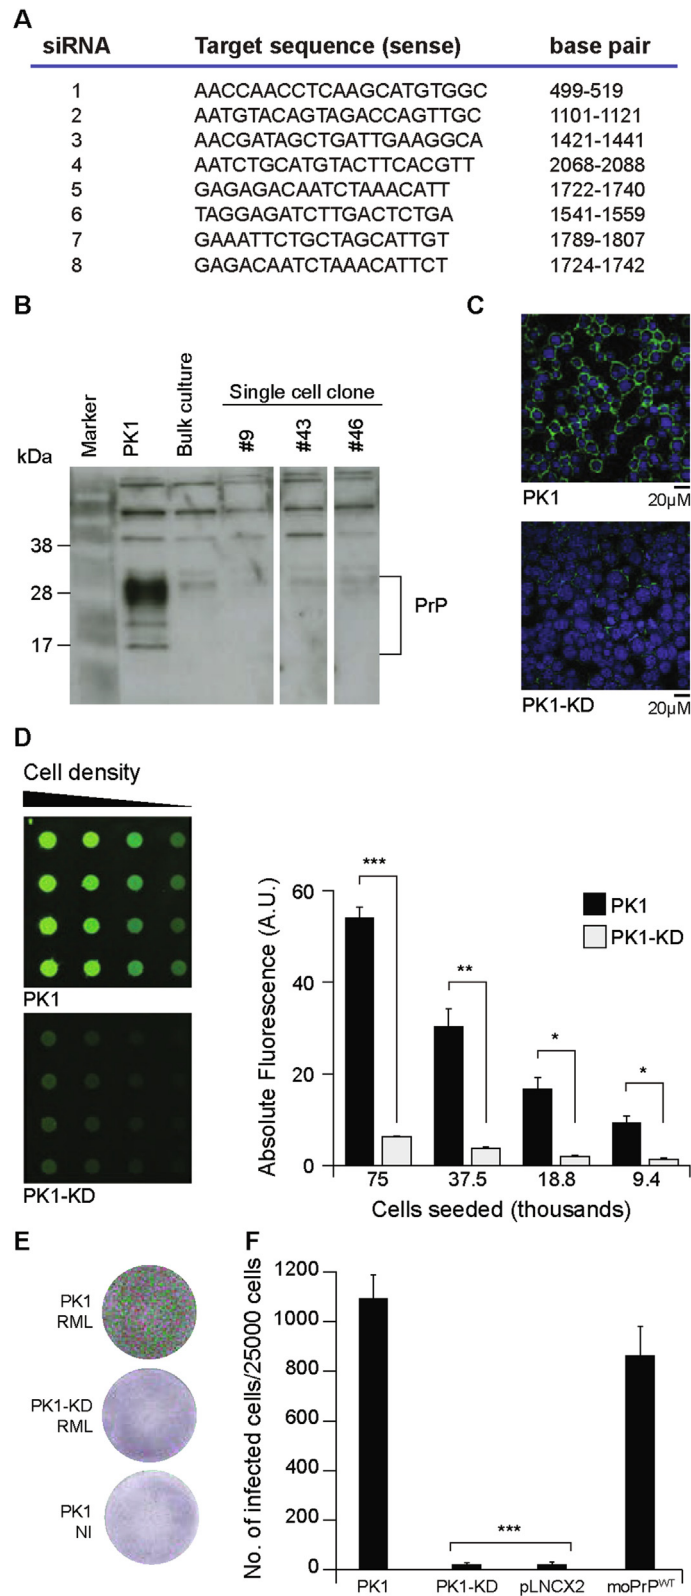 A
siRNA Target sequence (sense) base pair
1 AACCAACCTCAAGCATGTGGC 499-519
2 AATGTACAGTAGACCAGTTGC 1101-1121
3 AACGATAGCTGATTGAAGGCA 1421-1441
4 AATCTGCATGTACTTCACGTT 2068-2088
5 GAGAGACAATCTAAACATT 1722-1740
6 TAGGAGATCTTGACTCTGA 1541-1559
7 GAAATTCTGCTAGCATTGT 1789-1807
8 GAGACAATCTAAACATTCT 1724-1742
B
Marker
PK1
Bulk culture
Single cell clone
#9
#43
#46
kDa
38
28
17
PrP
C
PK1
20µM
PK1-KD
20µM
D
Cell density
PK1
PK1-KD
Absolute Fluorescence (A.U.)
60
40
20
0
***
**
*
*
PK1
PK1-KD
75 37.5 18.8 9.4
Cells seeded (thousands)
E
PK1
RML
PK1-KD
RML
PK1
NI
F
No. of infected cells/25000 cells
1200
1000
800
600
400
200
0
***
PK1 PK1-KD pLNCX2 moPrPWT